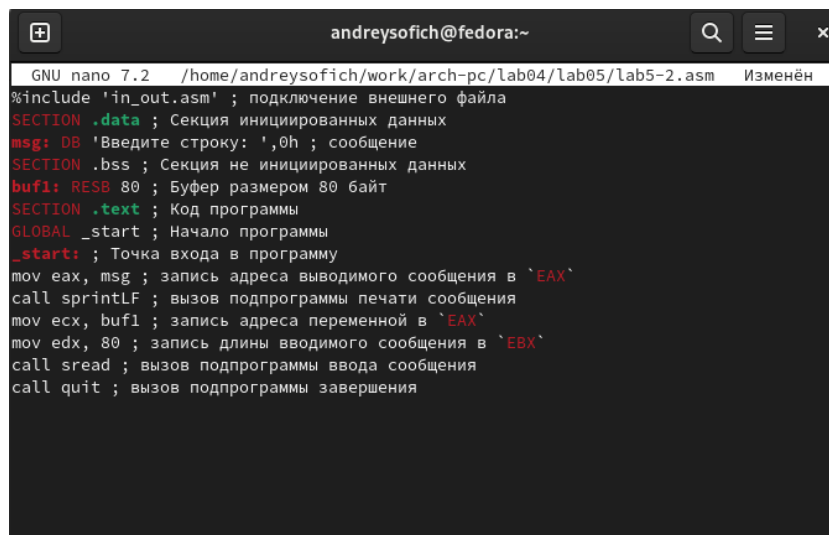 andreysofich@fedora:~
GNU nano 7.2 /home/andreysofich/work/arch-pc/lab04/lab05/lab5-2.asm Изменён
%include 'in_out.asm' ; подключение внешнего файла
SECTION .data ; Секция инициированных данных
msg: DB 'Введите строку: ',0h ; сообщение
SECTION .bss ; Секция не инициированных данных
buf1: RESB 80 ; Буфер размером 80 байт
SECTION .text ; Код программы
GLOBAL _start ; Начало программы
_start: ; Точка входа в программу
mov eax, msg ; запись адреса выводимого сообщения в `EAX`
call sprintLF ; вызов подпрограммы печати сообщения
mov ecx, buf1 ; запись адреса переменной в `EAX`
mov edx, 80 ; запись длины вводимого сообщения в `EBX`
call sread ; вызов подпрограммы ввода сообщения
call quit ; вызов подпрограммы завершения